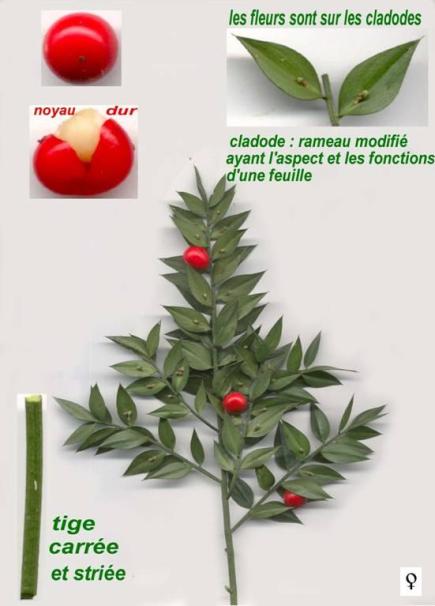 les fleurs sont sur les cladodes
noyau dur
cladode : rameau modifié
ayant l'aspect et les fonctions
d'une feuille
tige
carrée
et striée
♀